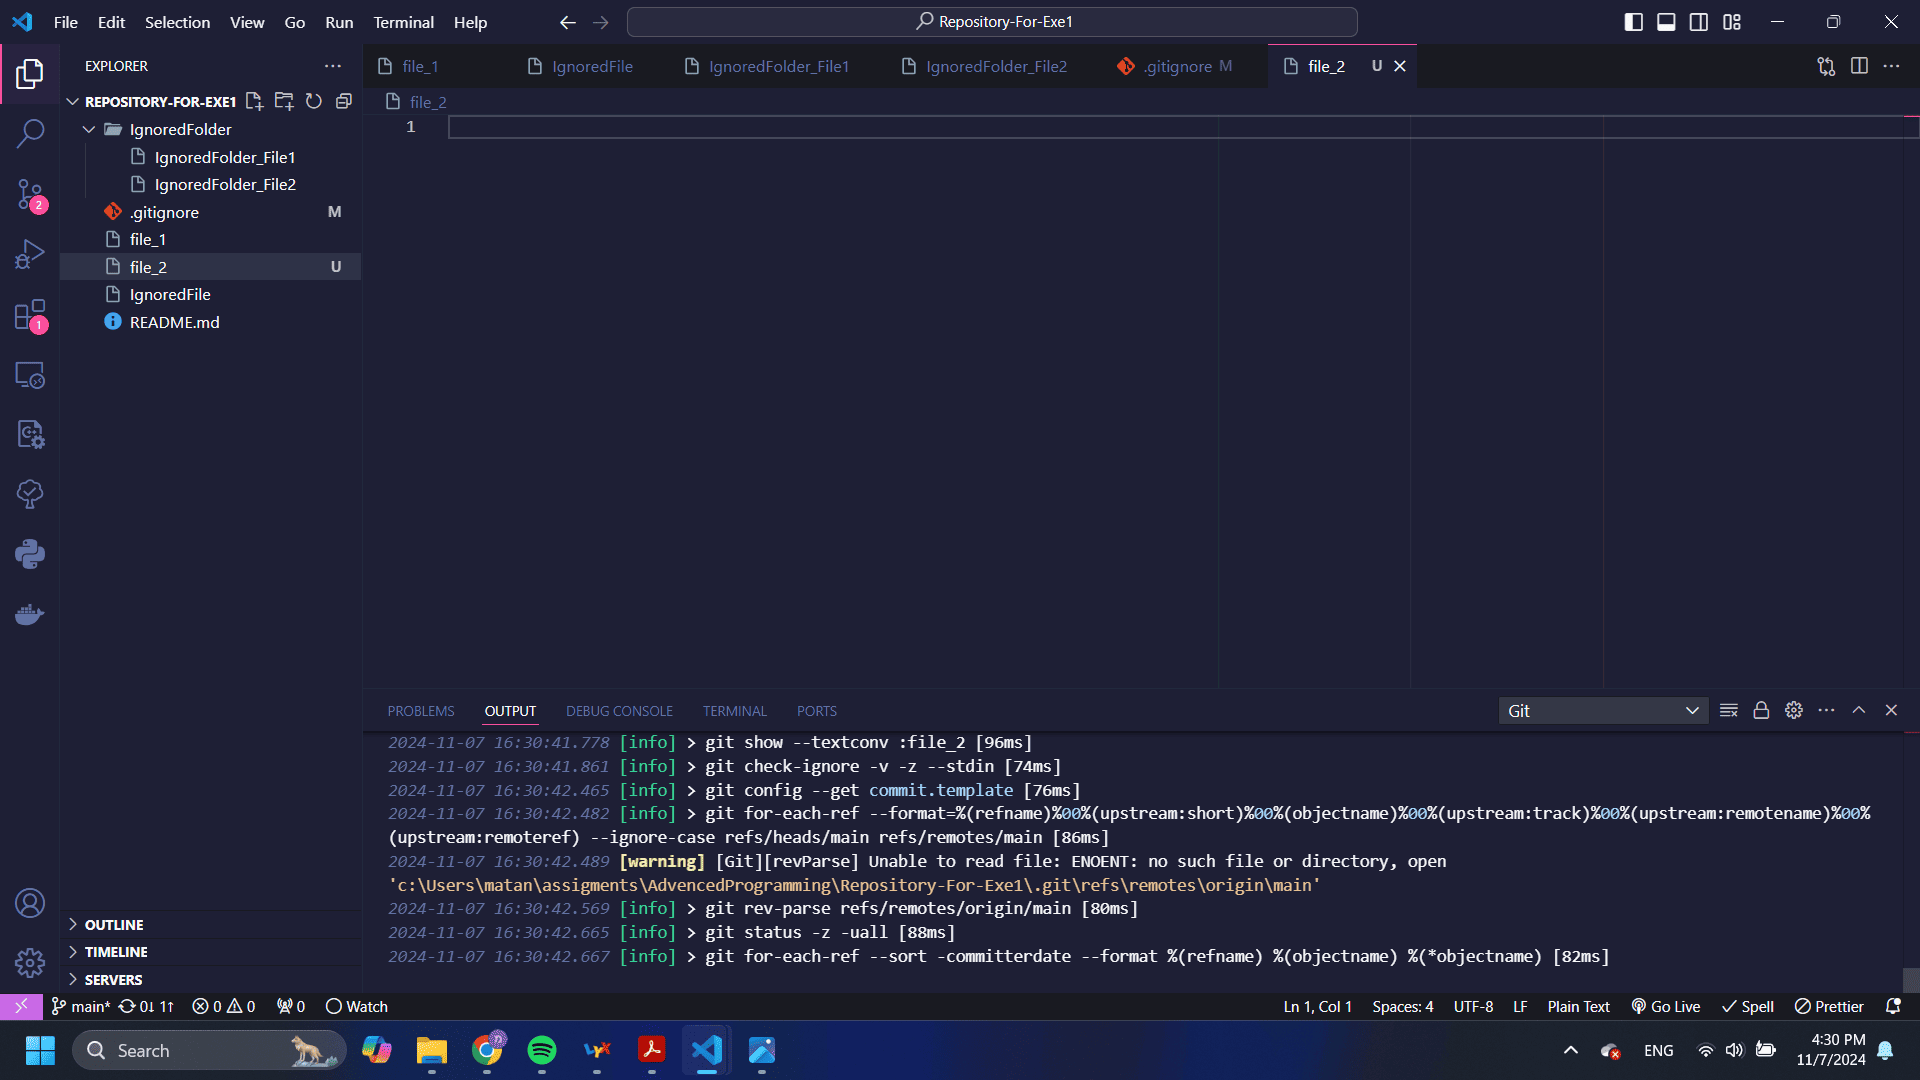 File Edit Selection View Go Run Terminal Help
Repository-For-Exe1
EXPLORER
REPOSITORY-FOR-EXE1
IgnoredFolder
IgnoredFolder_File1
IgnoredFolder_File2
.gitignore M
file_1
file_2 U
IgnoredFile
README.md
OUTLINE
TIMELINE
SERVERS
2
1
file_1 IgnoredFile IgnoredFolder_File1 IgnoredFolder_File2 .gitignore M file_2 U
file_2
1
PROBLEMS OUTPUT DEBUG CONSOLE TERMINAL PORTS
Git
2024-11-07 16:30:41.778 [info] > git show --textconv :file_2 [96ms]
2024-11-07 16:30:41.861 [info] > git check-ignore -v -z --stdin [74ms]
2024-11-07 16:30:42.465 [info] > git config --get commit.template [76ms]
2024-11-07 16:30:42.482 [info] > git for-each-ref --format=%(refname)%00%(upstream:short)%00%(objectname)%00%(upstream:track)%00%(upstream:remotename)%00%
(upstream:remoteref) --ignore-case refs/heads/main refs/remotes/main [86ms]
2024-11-07 16:30:42.489 [warning] [Git][revParse] Unable to read file: ENOENT: no such file or directory, open
'c:\Users\matan\assigments\AdvencedProgramming\Repository-For-Exe1\.git\refs\remotes\origin\main'
2024-11-07 16:30:42.569 [info] > git rev-parse refs/remotes/origin/main [80ms]
2024-11-07 16:30:42.665 [info] > git status -z -uall [88ms]
2024-11-07 16:30:42.667 [info] > git for-each-ref --sort -committerdate --format %(refname) %(objectname) %(*objectname) [82ms]
main* 0↓ 1↑ 0 0 0 Watch Ln 1, Col 1 Spaces: 4 UTF-8 LF Plain Text Go Live Spell Prettier
Search
ENG
4:30 PM
11/7/2024